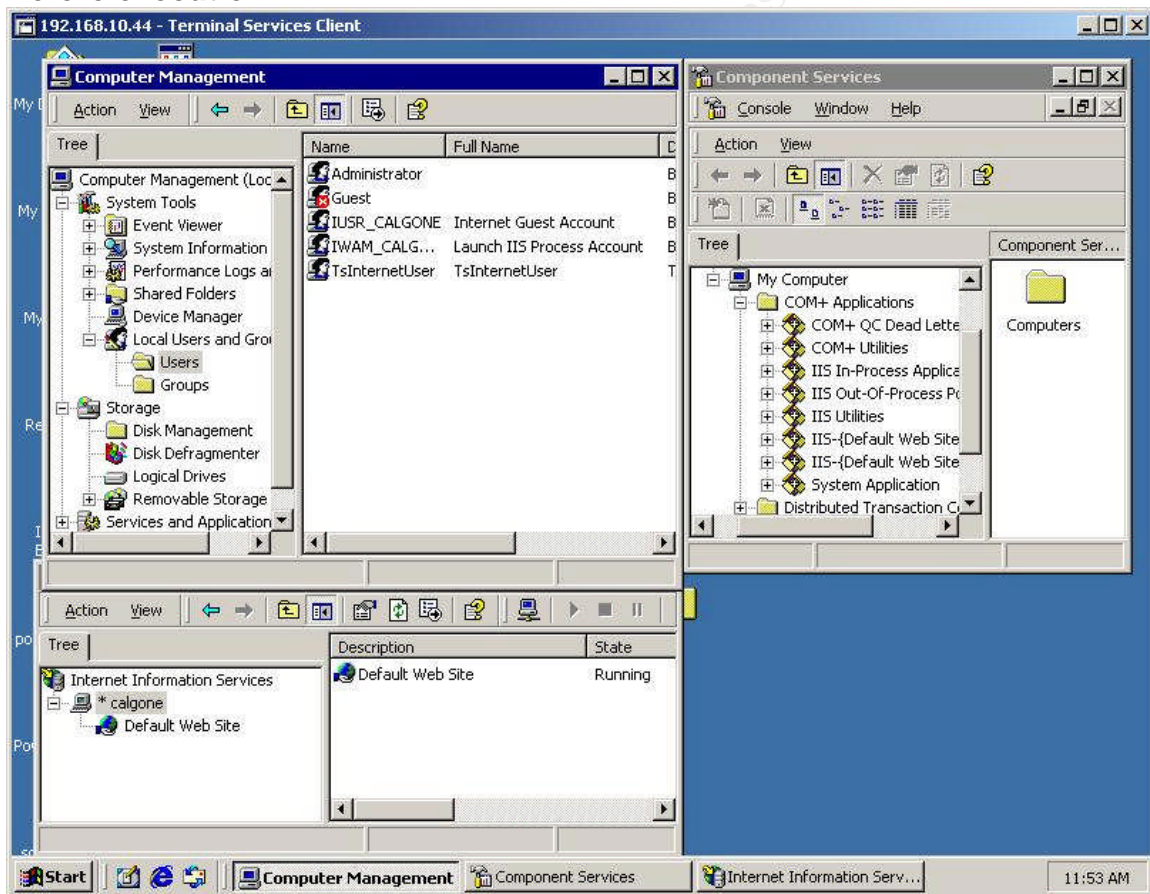 192.168.10.44 - Terminal Services Client
Computer Management
Action View
Tree
Name Full Name
Computer Management (Loc
System Tools
Event Viewer
System Information
Performance Logs a
Shared Folders
Device Manager
Local Users and Gro
Users
Groups
Storage
Disk Management
Disk Defragmenter
Logical Drives
Removable Storage
Services and Application
Administrator B
Guest B
IUSR_CALGONE Internet Guest Account B
IWAM_CALG... Launch IIS Process Account B
TsInternetUser TsInternetUser T
Component Services
Console Window Help
Action View
Tree
Component Ser...
My Computer
COM+ Applications
COM+ QC Dead Lette
COM+ Utilities
IIS In-Process Applica
IIS Out-Of-Process P
IIS Utilities
IIS-{Default Web Site
IIS-{Default Web Site
System Application
Distributed Transaction C
Computers
Action View
Tree
Description State
Internet Information Services
* calgone
Default Web Site
Default Web Site Running
My
My
My
Re
po
Po
Start
Computer Management
Component Services
Internet Information Serv...
11:53 AM